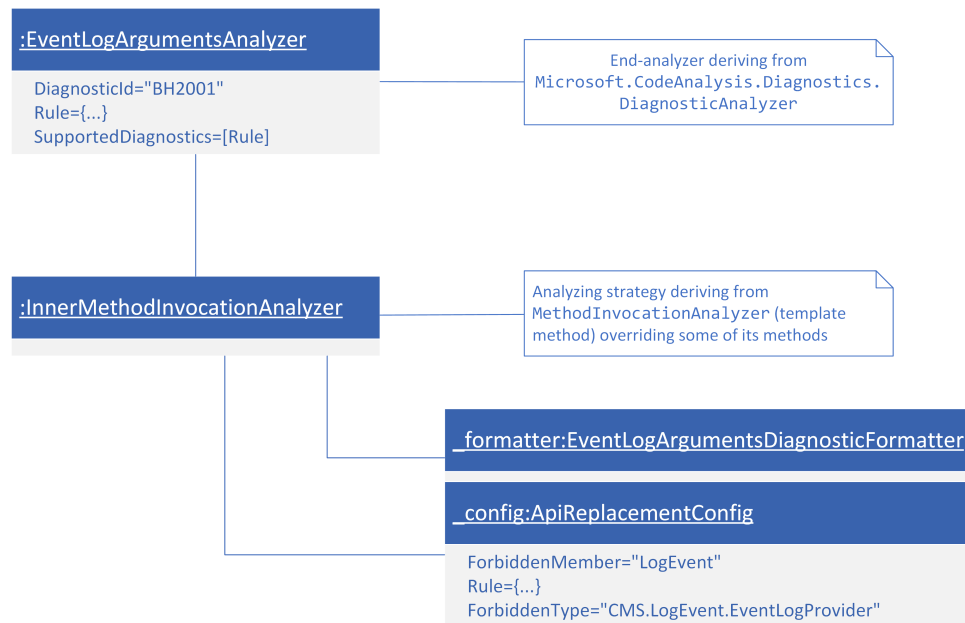 :EventLogArgumentsAnalyzer
DiagnosticId="BH2001"
Rule={...}
SupportedDiagnostics=[Rule]
End-analyzer deriving from
Microsoft.CodeAnalysis.Diagnostics.
DiagnosticAnalyzer
:InnerMethodInvocationAnalyzer
Analyzing strategy deriving from
MethodInvocationAnalyzer (template
method) overriding some of its methods
_formatter:EventLogArgumentsDiagnosticFormatter
_config:ApiReplacementConfig
ForbiddenMember="LogEvent"
Rule={...}
ForbiddenType="CMS.LogEvent.EventLogProvider"